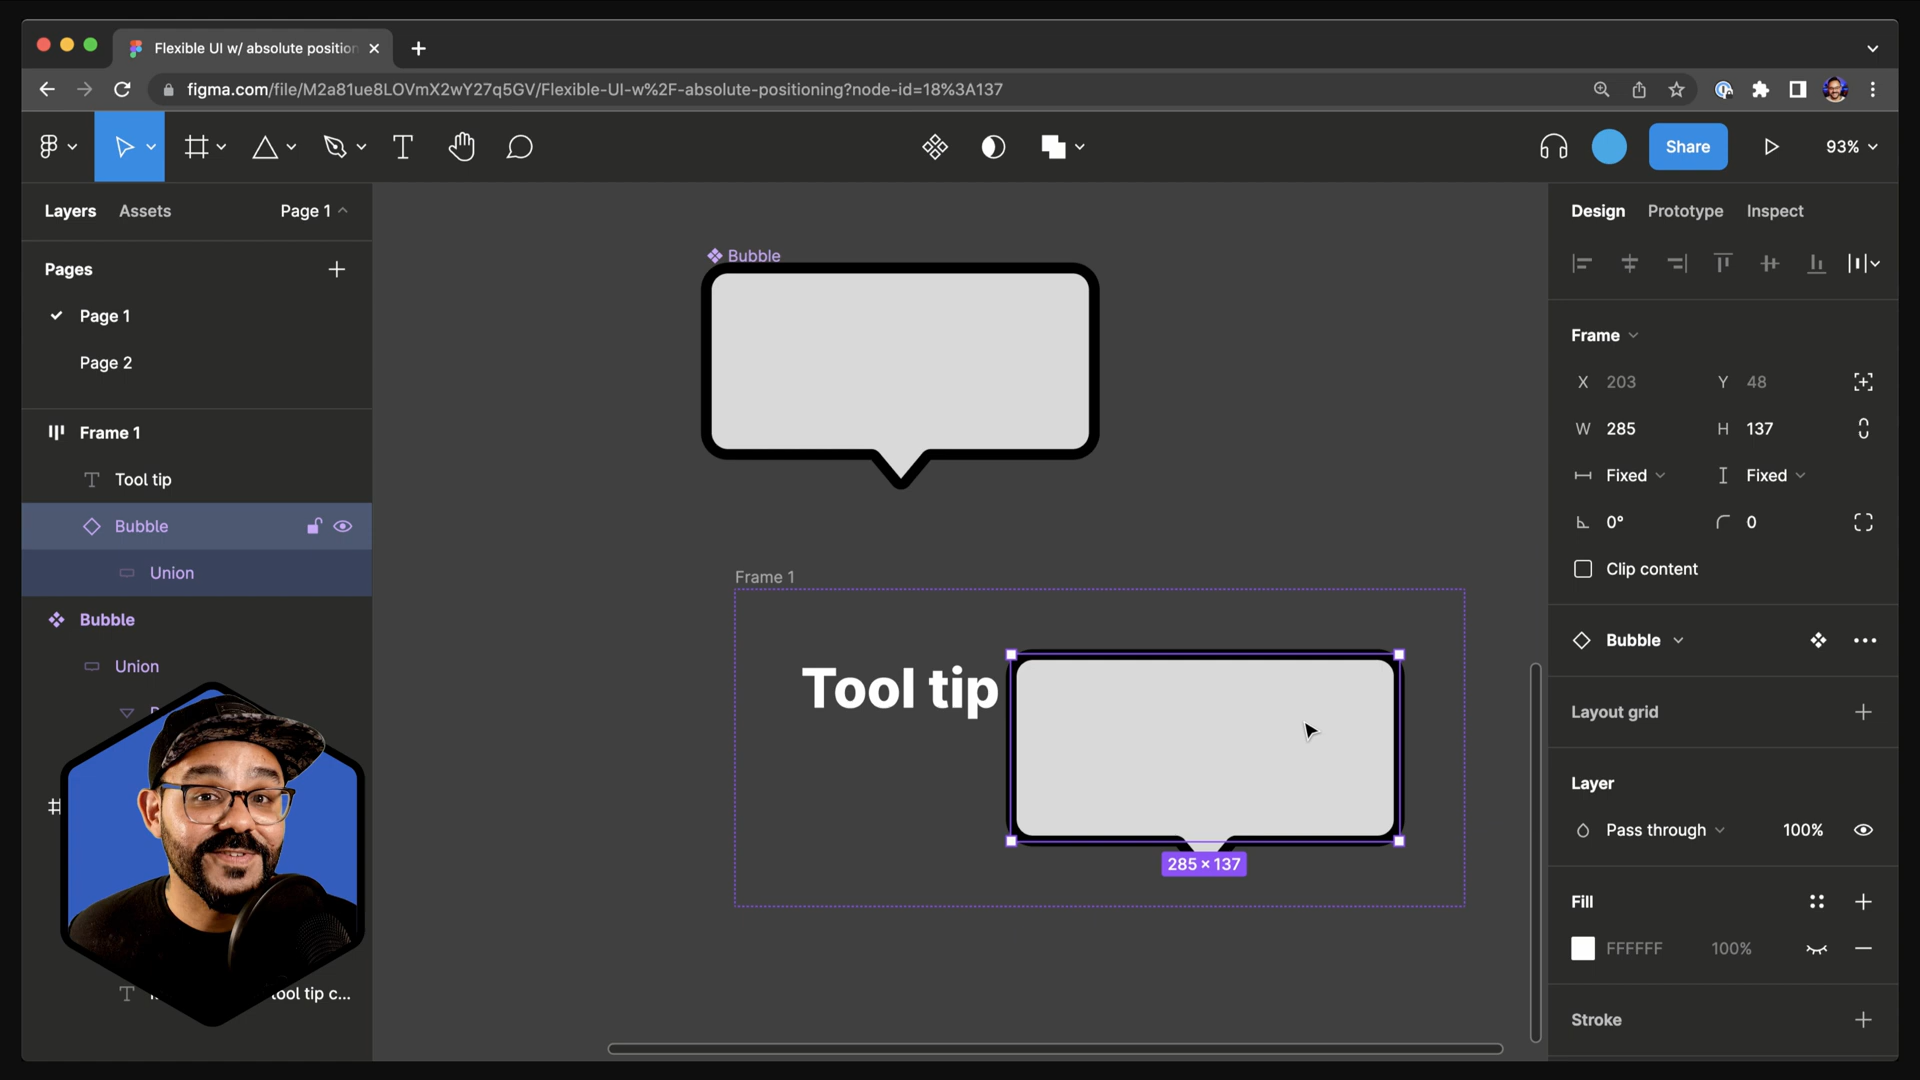 Flexible UI w/ absolute position
figma.com/file/M2a81ue8LOVmX2wY27q5GV/Flexible-UI-w%2F-absolute-positioning?node-id=18%3A137
Share
93%
Layers
Assets
Page 1
Pages
Page 1
Page 2
Frame 1
Tool tip
Bubble
Union
Bubble
Union
ool tip c...
Bubble
Frame 1
Tool tip
285 × 137
Design
Prototype
Inspect
Frame
X 203
Y 48
W 285
H 137
Fixed
Fixed
0°
0
Clip content
Bubble
Layout grid
Layer
Pass through
100%
Fill
FFFFFF
100%
Stroke